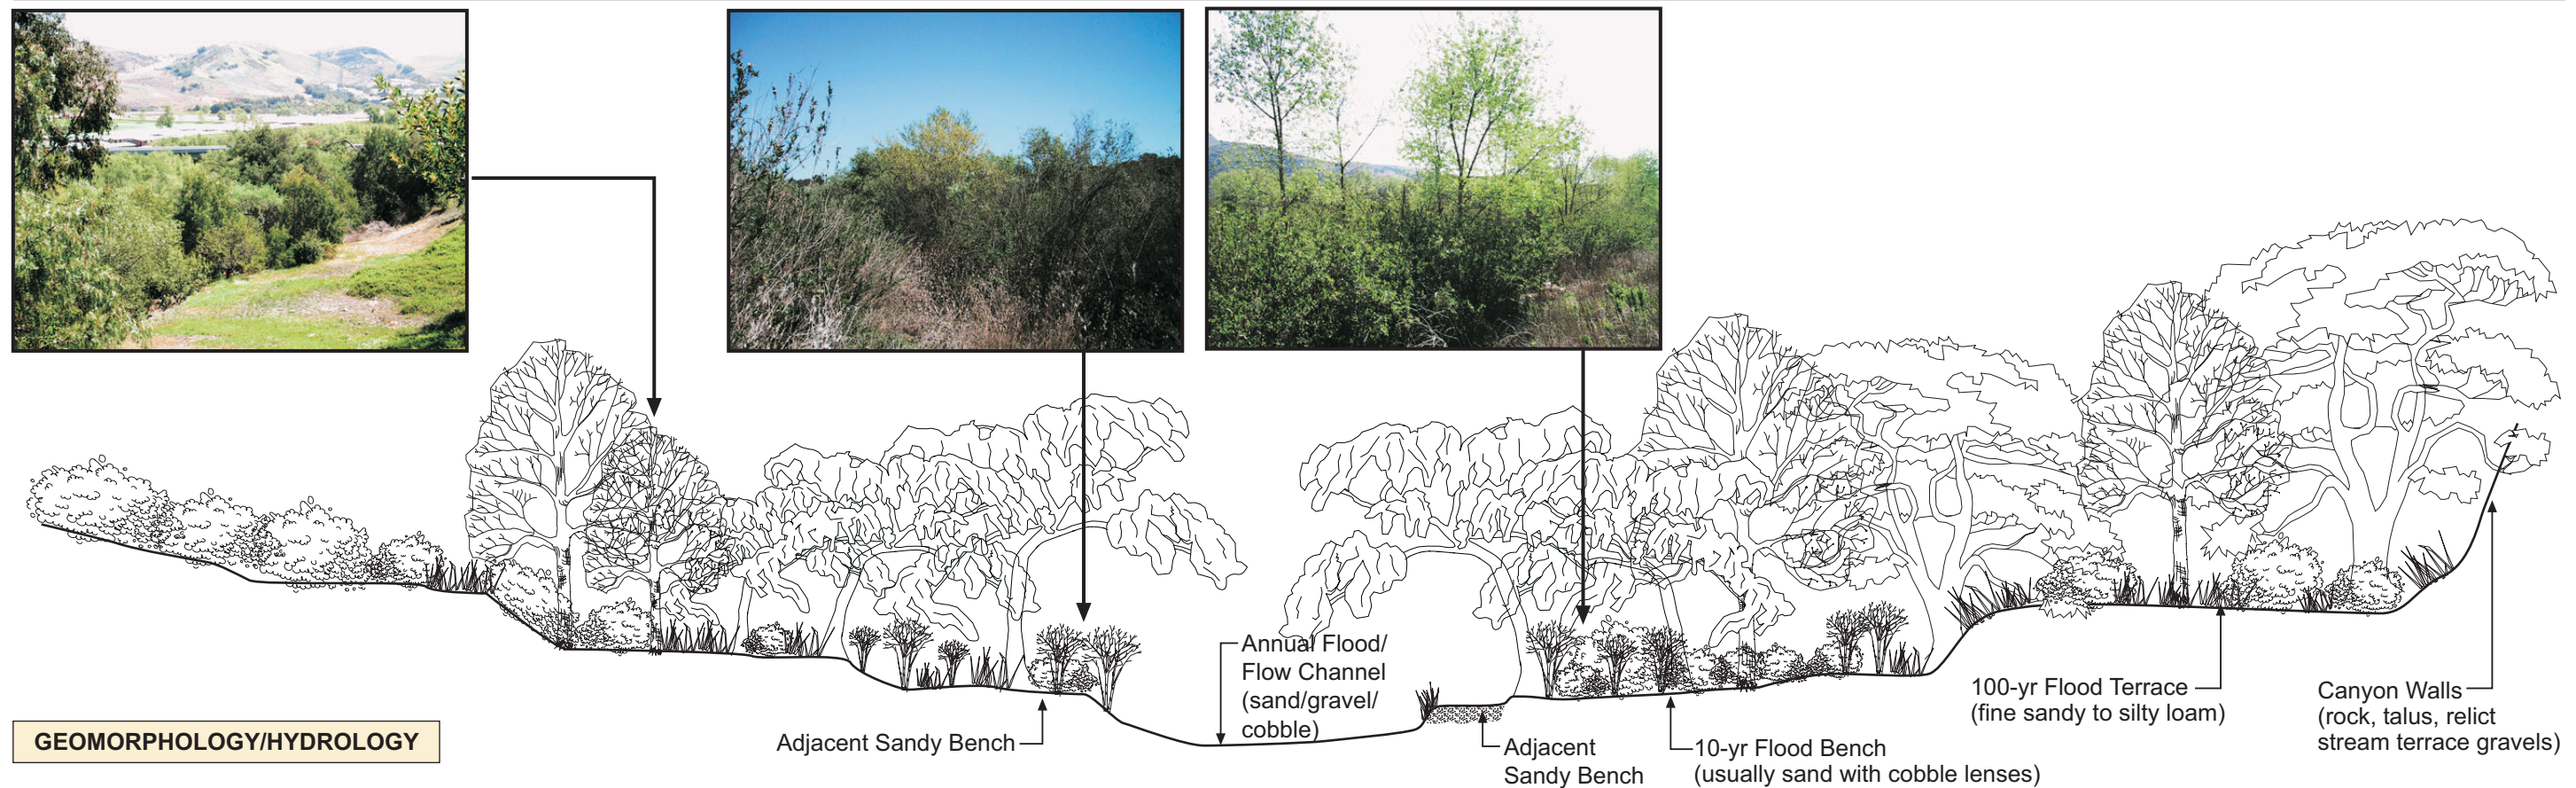 GEOMORPHOLOGY/HYDROLOGY
Adjacent Sandy Bench
Annual Flood/
Flow Channel
(sand/gravel/
cobble)
Adjacent
Sandy Bench
10-yr Flood Bench
(usually sand with cobble lenses)
100-yr Flood Terrace
(fine sandy to silty loam)
Canyon Walls
(rock, talus, relict
stream terrace gravels)